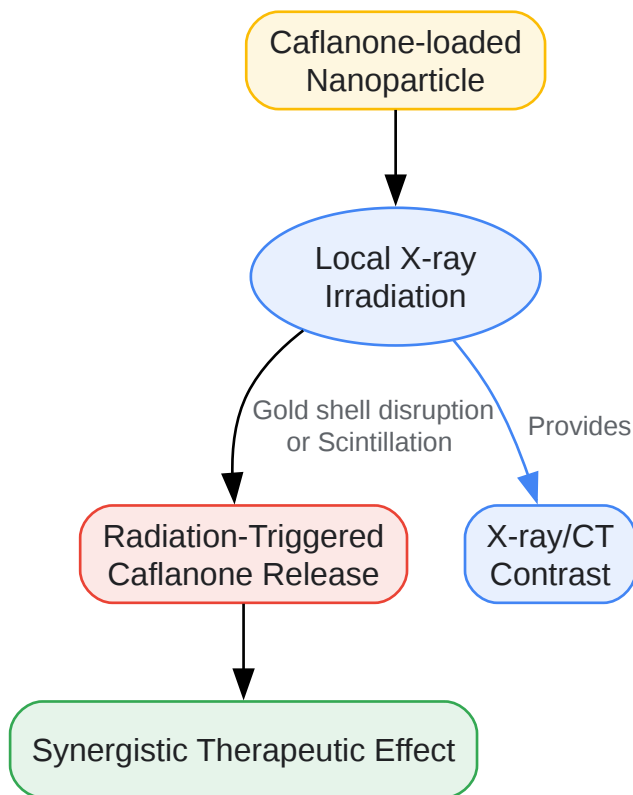 Caflanone-loaded
Nanoparticle
Local X-ray
Irradiation
Gold shell disruption
or Scintillation
Provides
Radiation-Triggered
Caflanone Release
X-ray/CT
Contrast
Synergistic Therapeutic Effect